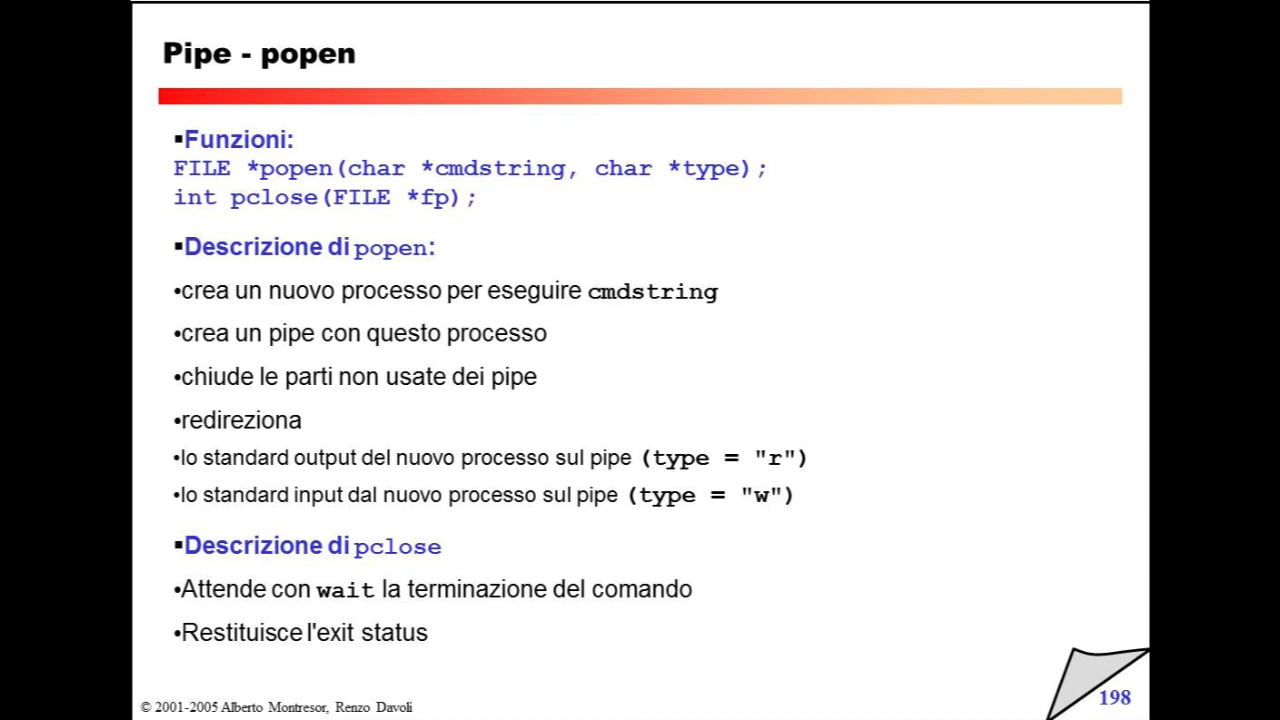 Pipe - popen
▪Funzioni:
FILE *popen(char *cmdstring, char *type);
int pclose(FILE *fp);
▪Descrizione di popen:
•crea un nuovo processo per eseguire cmdstring
•crea un pipe con questo processo
•chiude le parti non usate dei pipe
•redireziona
•lo standard output del nuovo processo sul pipe (type = "r")
•lo standard input dal nuovo processo sul pipe (type = "w")
▪Descrizione di pclose
•Attende con wait la terminazione del comando
•Restituisce l'exit status
© 2001-2005 Alberto Montresor, Renzo Davoli
198